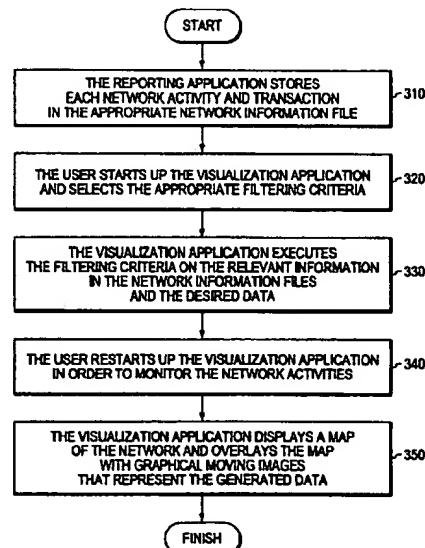 START
THE REPORTING APPLICATION STORES
EACH NETWORK ACTIVITY AND TRANSACTION
IN THE APPROPRIATE NETWORK INFORMATION FILE
310
THE USER STARTS UP THE VISUALIZATION APPLICATION
AND SELECTS THE APPROPRIATE FILTERING CRITERIA
320
THE VISUALIZATION APPLICATION EXECUTES
THE FILTERING CRITERIA ON THE RELEVANT INFORMATION
IN THE NETWORK INFORMATION FILES
AND THE DESIRED DATA
330
THE USER RESTARTS UP THE VISUALIZATION APPLICATION
IN ORDER TO MONITOR THE NETWORK ACTIVITIES
340
THE VISUALIZATION APPLICATION DISPLAYS A MAP
OF THE NETWORK AND OVERLAYS THE MAP
WITH GRAPHICAL MOVING IMAGES
THAT REPRESENT THE GENERATED DATA
350
FINISH